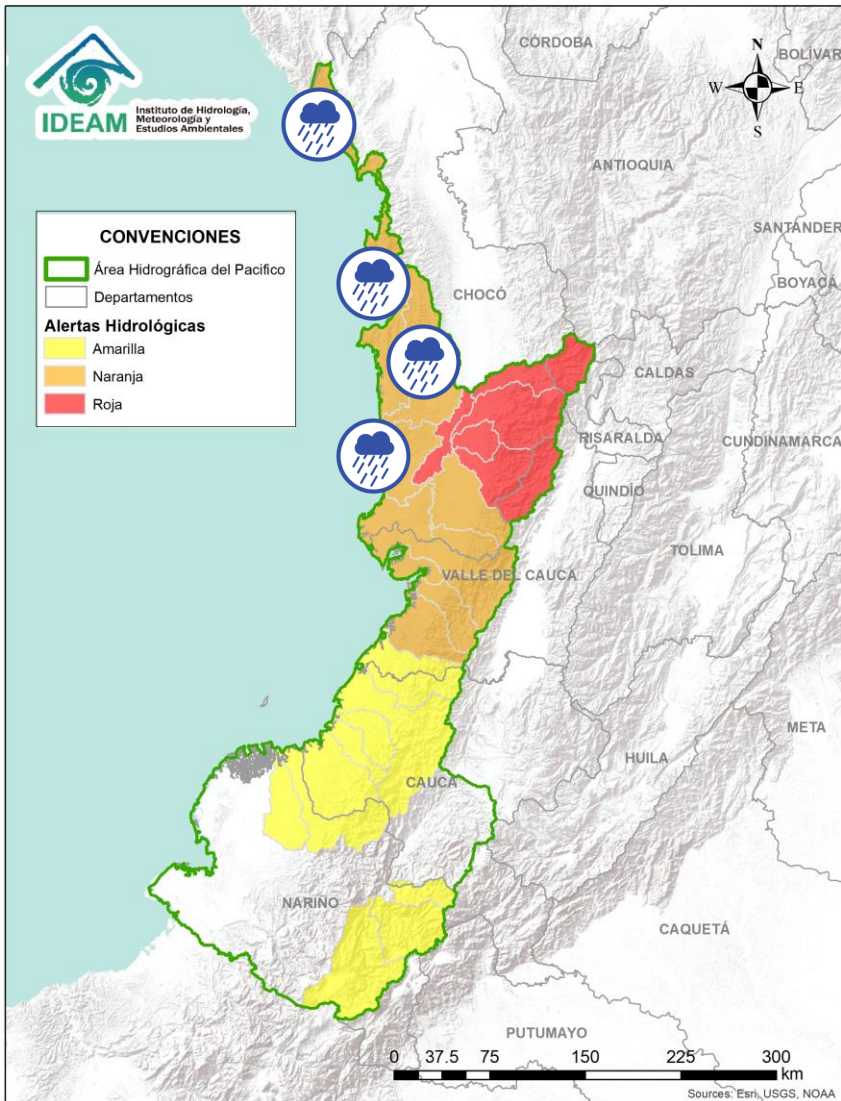 IDEAM
Instituto de Hidrología,
Meteorología y
Estudios Ambientales
CONVENCIONES
Área Hidrográfica del Pacifico
Departamentos
Alertas Hidrológicas
Amarilla
Naranja
Roja
N
W
E
S
CÓRDOBA
BOLÍVAR
ANTIOQUIA
SANTANDER
BOYACÁ
CHOCÓ
CALDAS
RISARALDA
CUNDINAMARCA
QUINDÍO
TOLIMA
VALLE DEL CAUCA
META
HUILA
CAUCA
NARIÑO
CAQUETÁ
PUTUMAYO
0 37.5 75 150 225 300
km
Sources: Esri, USGS, NOAA